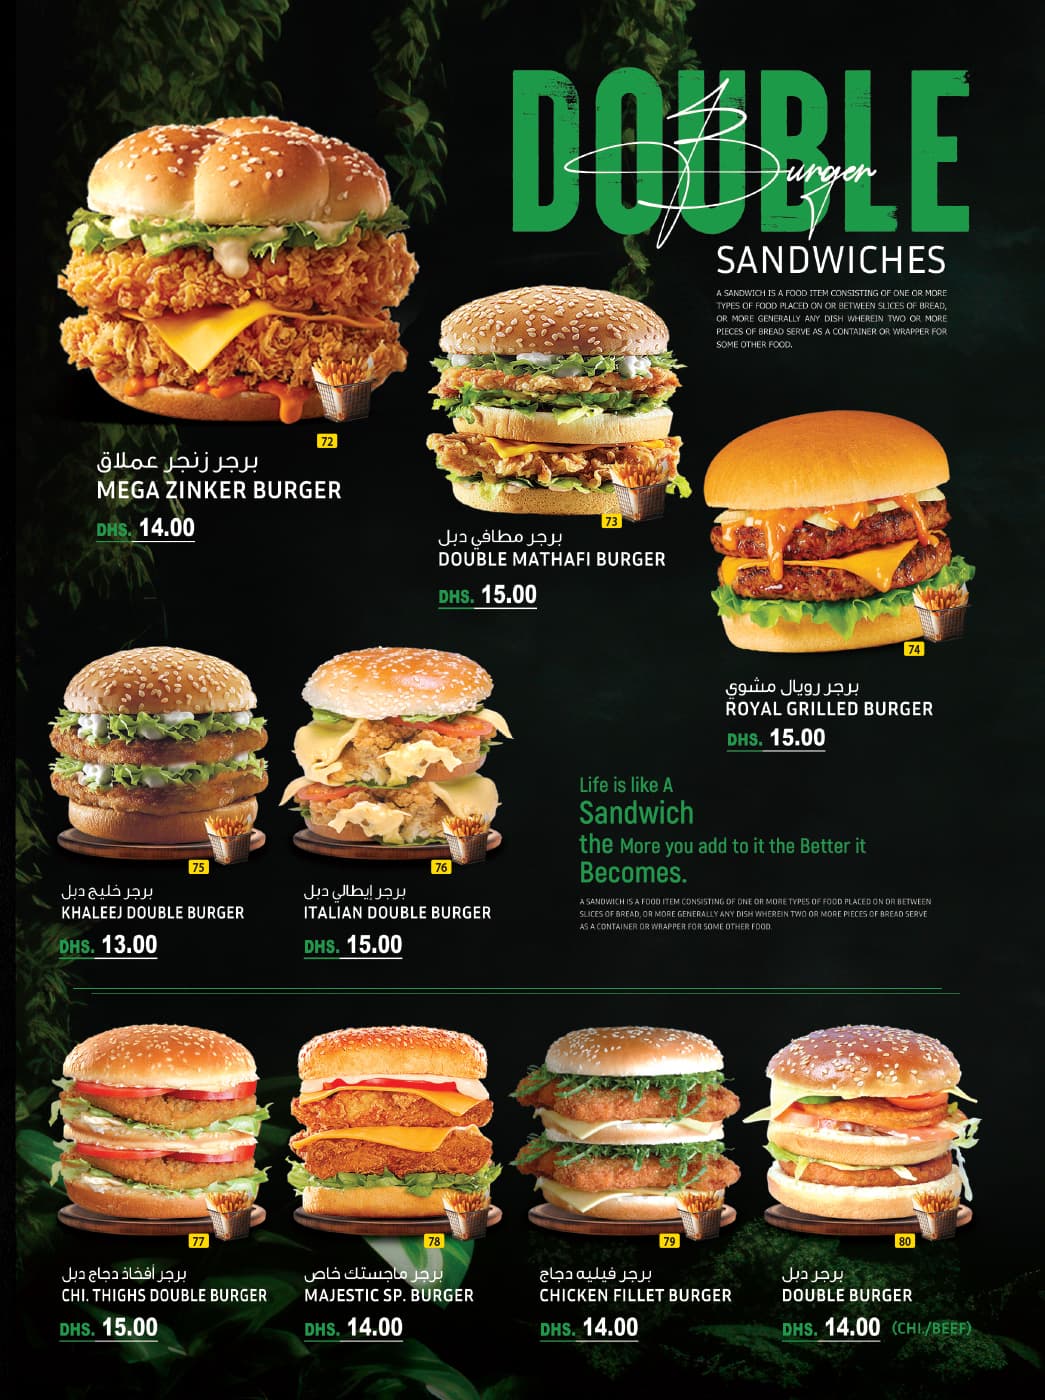 DOUBLE
Burger
SANDWICHES
A SANDWICH IS A FOOD ITEM CONSISTING OF ONE OR MORE
TYPES OF FOOD PLACED ON OR BETWEEN SLICES OF BREAD,
OR MORE GENERALLY ANY DISH WHEREIN TWO OR MORE
PIECES OF BREAD SERVE AS A CONTAINER OR WRAPPER FOR
SOME OTHER FOOD.
72
برجر زنجر عملاق
MEGA ZINKER BURGER
DHS. 14.00
73
برجر مطافي دبل
DOUBLE MATHAFI BURGER
DHS. 15.00
74
برجر رويال مشوي
ROYAL GRILLED BURGER
DHS. 15.00
75
برجر خليج دبل
KHALEEJ DOUBLE BURGER
DHS. 13.00
76
برجر إيطالي دبل
ITALIAN DOUBLE BURGER
DHS. 15.00
Life is like A
Sandwich
the More you add to it the Better it
Becomes.
A SANDWICH IS A FOOD ITEM CONSISTING OF ONE OR MORE TYPES OF FOOD PLACED ON OR BETWEEN
SLICES OF BREAD, OR MORE GENERALLY ANY DISH WHEREIN TWO OR MORE PIECES OF BREAD SERVE
AS A CONTAINER OR WRAPPER FOR SOME OTHER FOOD.
77
برجر أفخاذ دجاج دبل
CHI. THIGHS DOUBLE BURGER
DHS. 15.00
78
برجر ماجستك خاص
MAJESTIC SP. BURGER
DHS. 14.00
79
برجر فيليه دجاج
CHICKEN FILLET BURGER
DHS. 14.00
80
برجر دبل
DOUBLE BURGER
DHS. 14.00 (CHI./BEEF)